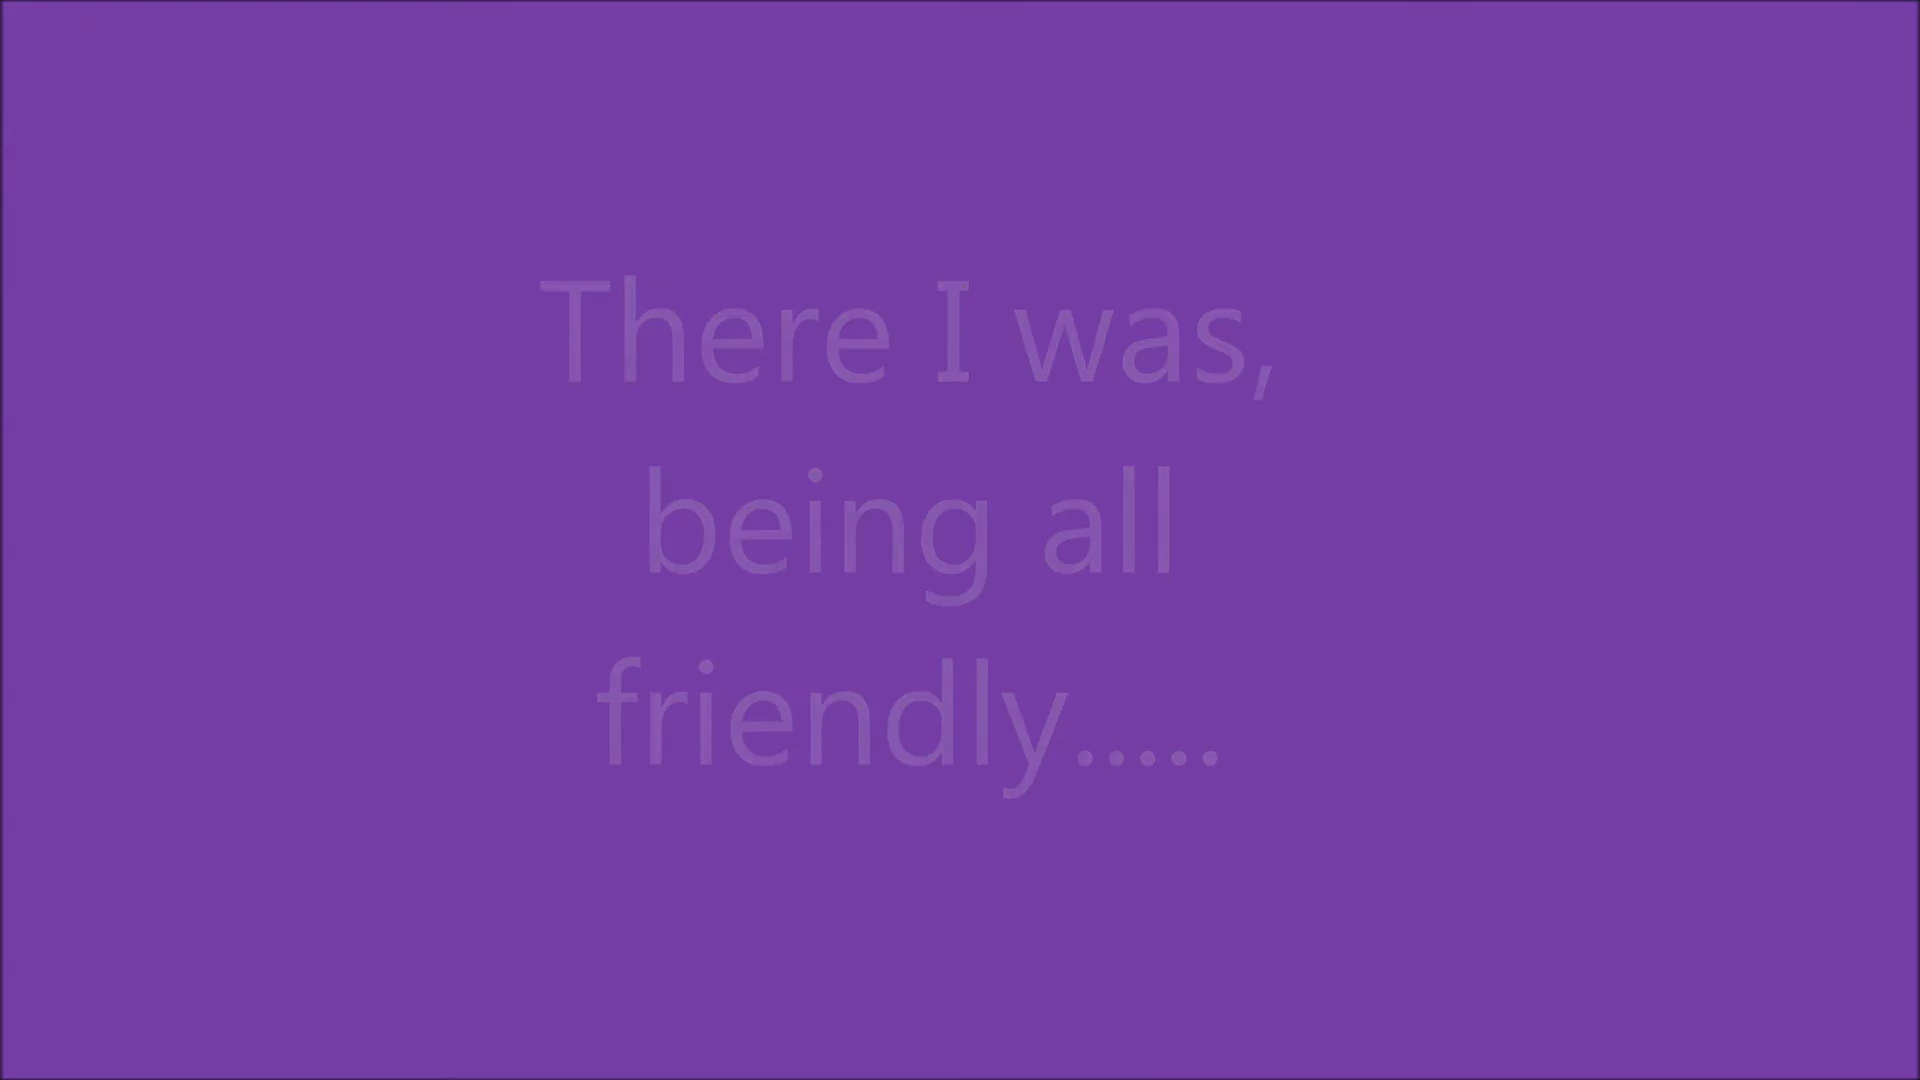 There I was,
being all
friendly.....